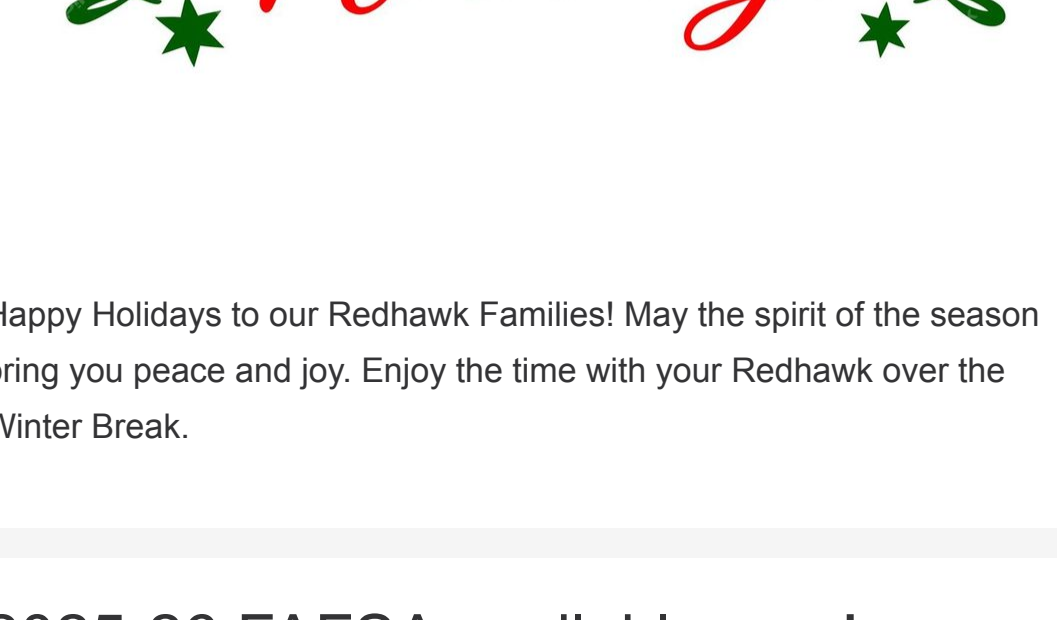 Happy Holidays to our Redhawk Families! May the spirit of the season
bring you peace and joy. Enjoy the time with your Redhawk over the
Winter Break.